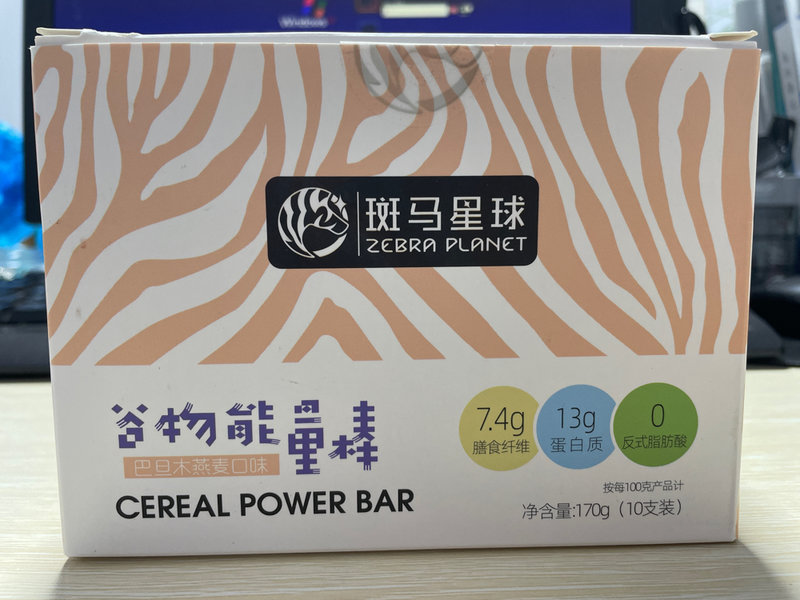 Windows
斑马星球
ZEBRA PLANET
谷物能量棒
巴旦木燕麦口味
CEREAL POWER BAR
7.4g
膳食纤维
13g
蛋白质
0
反式脂肪酸
按每100克产品计
净含量:170g（10支装）